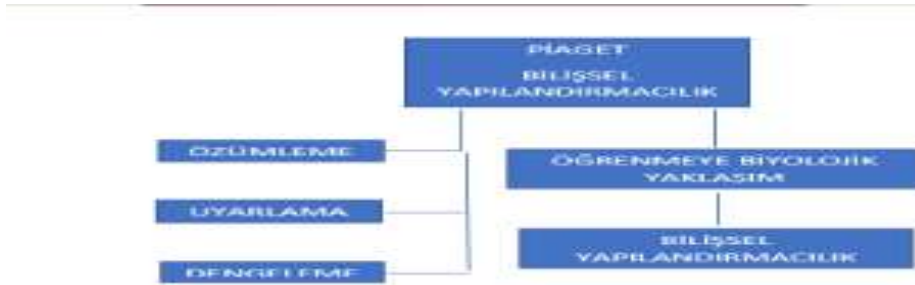 PİAGET
BİLİŞSEL
YAPILANDIRMACILIK
ÖZÜMLEME
ÖĞRENMEYE BİYOLOJİK
YAKLAŞIM
UYARLAMA
BİLİŞSEL
YAPILANDIRMACILIK
DENGELEME